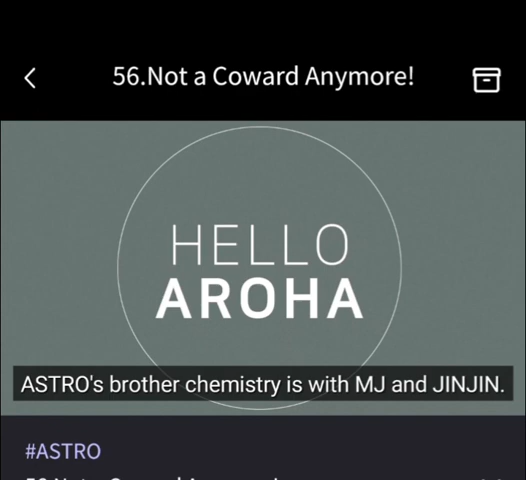 56.Not a Coward Anymore!
HELLO
AROHA
ASTRO's brother chemistry is with MJ and JINJIN.
#ASTRO